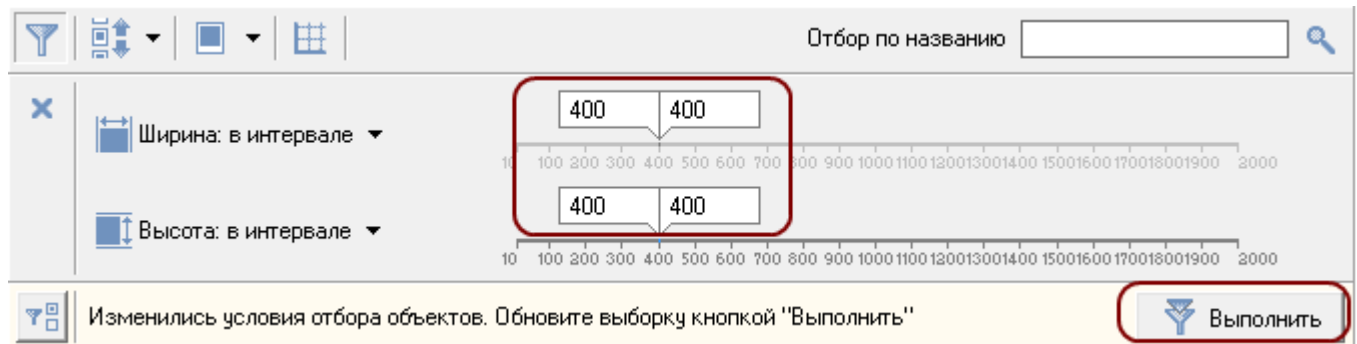 Отбор по названию
400 400
Ширина: в интервале
10 100 200 300 400 500 600 700 800 900 1000 1100 1200 1300 1400 1500 1600 1700 1800 1900 2000
400 400
Высота: в интервале
10 100 200 300 400 500 600 700 800 900 1000 1100 1200 1300 1400 1500 1600 1700 1800 1900 2000
Изменились условия отбора объектов. Обновите выборку кнопкой "Выполнить" Выполнить